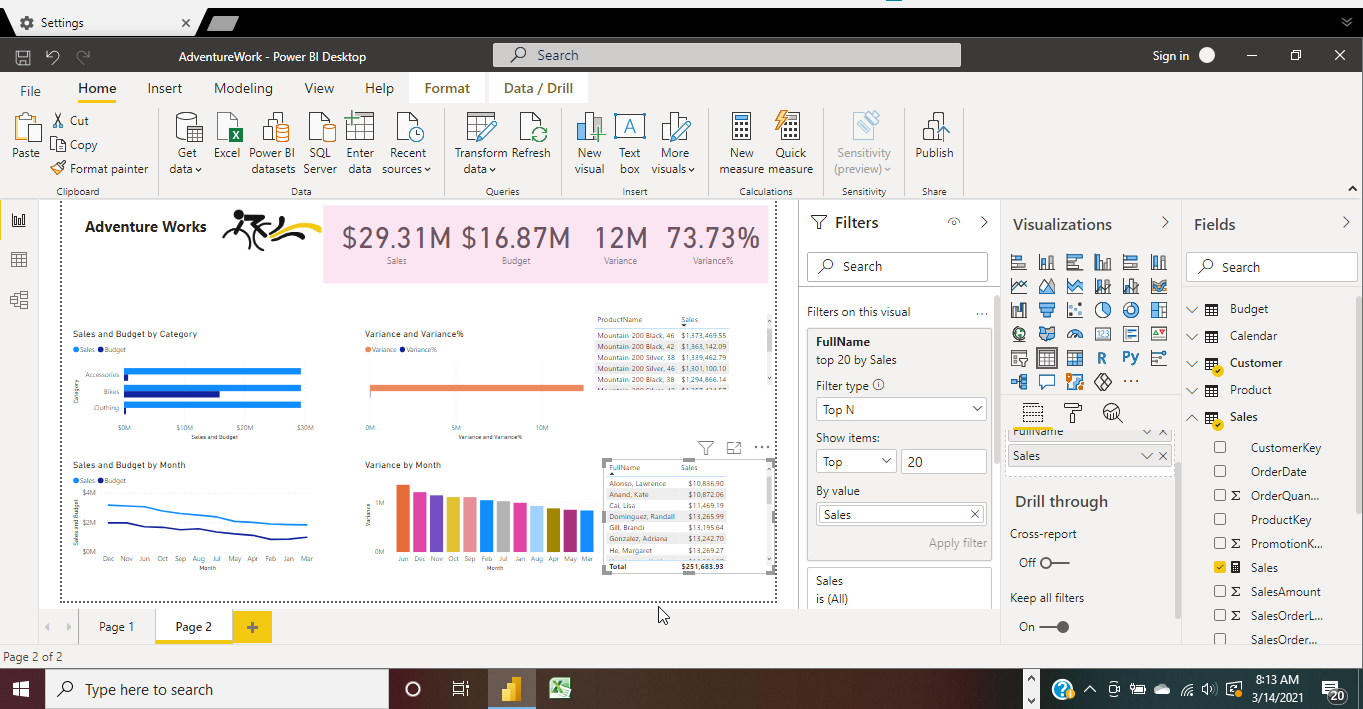 Settings
AdventureWork - Power BI Desktop
Search
Sign in
File
Home
Insert
Modeling
View
Help
Format
Data / Drill
Paste
Cut
Copy
Format painter
Clipboard
Get data
Excel
Power BI datasets
SQL Server
Enter data
Recent sources
Data
Transform data
Refresh
Queries
New visual
Text box
More visuals
Insert
New measure
Quick measure
Calculations
Sensitivity (preview)
Sensitivity
Publish
Share
Adventure Works
$29.31M
Sales
$16.87M
Budget
12M
Variance
73.73%
Variance%
Sales and Budget by Category
Sales Budget
Category
Accessories
Bikes
Clothing
$0M $10M $20M $30M
Sales and Budget
Variance and Variance%
Variance Variance%
0M 5M 10M
Variance and Variance%
ProductName Sales
Mountain-200 Black, 46 $1,373,469.55
Mountain-200 Black, 42 $1,363,142.09
Mountain-200 Silver, 38 $1,339,462.79
Mountain-200 Silver, 46 $1,301,100.10
Mountain-200 Black, 38 $1,294,866.14
Sales and Budget by Month
Sales Budget
Sales and Budget
$4M
$2M
$0M
Dec Nov Jun Oct Sep Aug Jul May Apr Feb Jan Mar
Month
Variance by Month
Variance
1M
0M
Jun Dec Nov Oct Sep Feb Jul Jan Aug Apr May Mar
Month
FullName Sales
Alonso, Lawrence $10,836.90
Anand, Kate $10,872.06
Cai, Lisa $11,469.19
Dominguez, Randall $13,265.99
Gill, Brandi $13,195.64
Gonzalez, Adriana $13,242.70
He, Margaret $13,269.27
Total $251,683.93
Filters
Search
Filters on this visual
FullName
top 20 by Sales
Filter type
Top N
Show items:
Top 20
By value
Sales
Apply filter
Sales
is (All)
Visualizations
R Py
123
FullName
Sales
Drill through
Cross-report
Off
Keep all filters
On
Fields
Search
Budget
Calendar
Customer
Product
Sales
CustomerKey
OrderDate
OrderQuan...
ProductKey
PromotionK...
Sales
SalesAmount
SalesOrderL...
SalesOrder...
Page 1
Page 2
Page 2 of 2
Type here to search
8:13 AM
3/14/2021
20